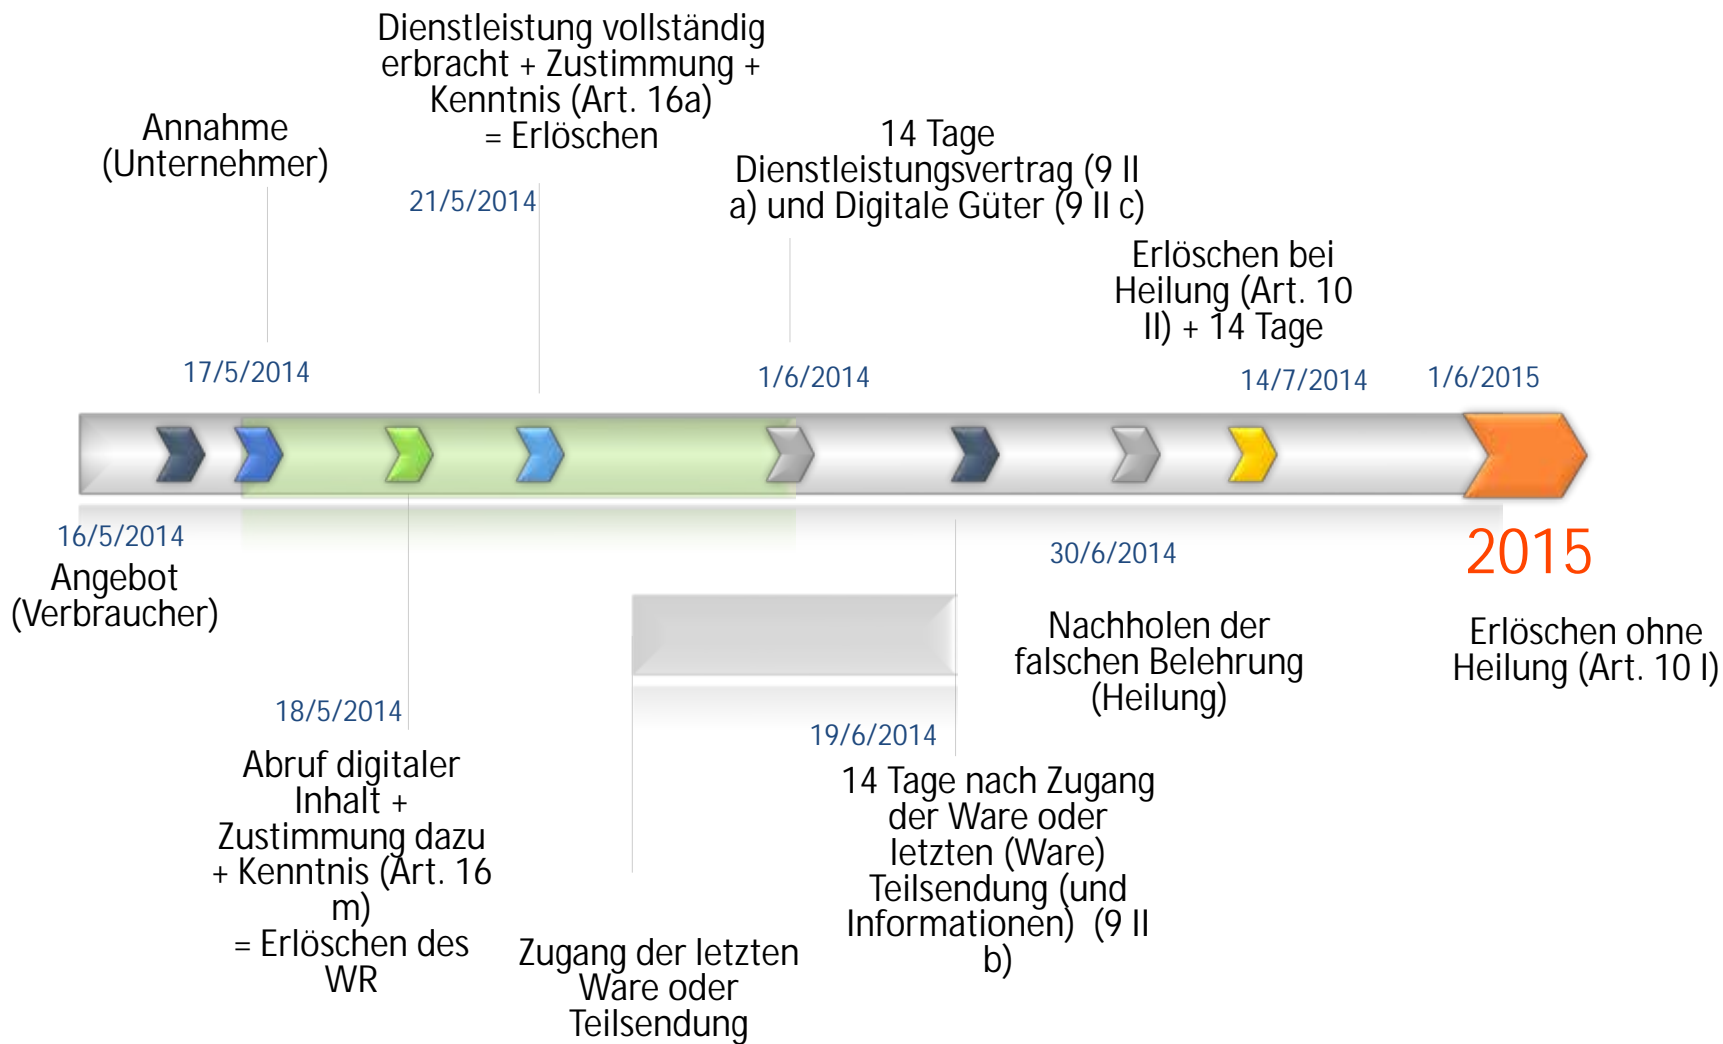 Dienstleistung vollständig
erbracht + Zustimmung +
Kenntnis (Art. 16a)
= Erlöschen
Annahme
(Unternehmer)
14 Tage
Dienstleistungsvertrag (9 II
a) und Digitale Güter (9 II c)
21/5/2014
Erlöschen bei
Heilung (Art. 10
II) + 14 Tage
17/5/2014
1/6/2014
14/7/2014
1/6/2015
16/5/2014
Angebot
(Verbraucher)
30/6/2014
Nachholen der
falschen Belehrung
(Heilung)
2015
Erlöschen ohne
Heilung (Art. 10 I)
18/5/2014
Abruf digitaler
Inhalt +
Zustimmung dazu
+ Kenntnis (Art. 16
m)
= Erlöschen des
WR
Zugang der letzten
Ware oder
Teilsendung
19/6/2014
14 Tage nach Zugang
der Ware oder
letzten (Ware)
Teilsendung (und
Informationen) (9 II
b)